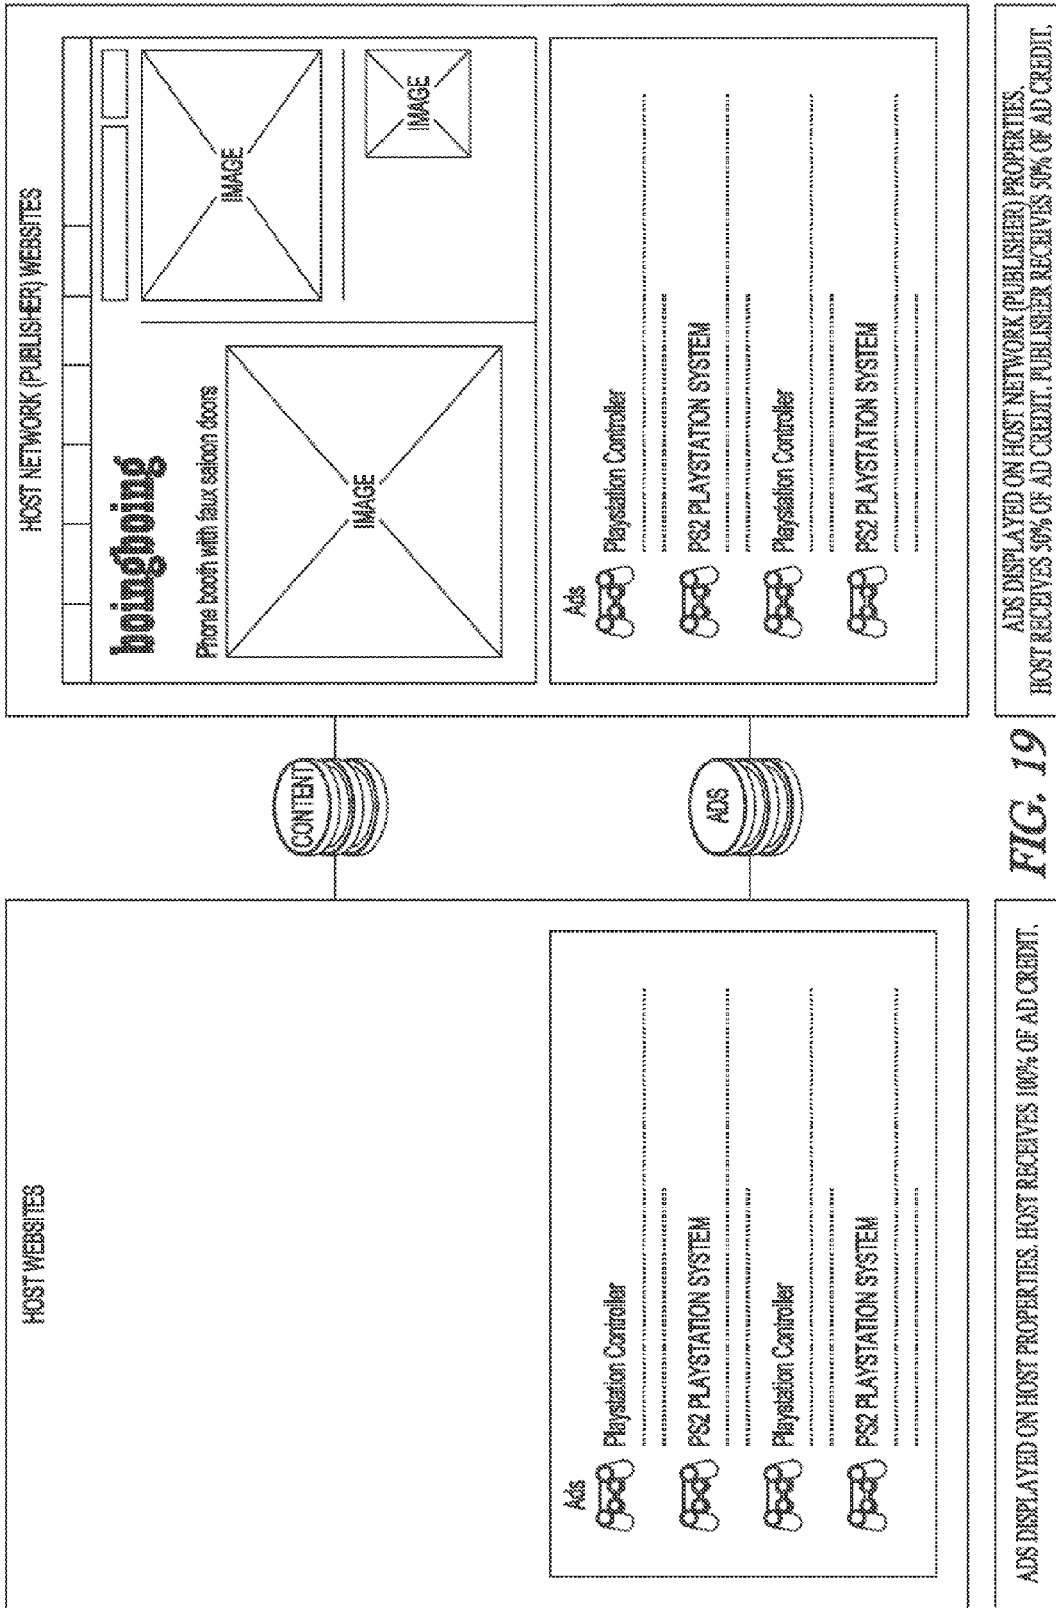 HOST WEBSITES
Ads
Playstation Controller
PS2 PLAYSTATION SYSTEM
Playstation Controller
PS2 PLAYSTATION SYSTEM
ADS DISPLAYED ON HOST PROPERTIES. HOST RECEIVES 100% OF AD CREDIT.
CONTENT
ADS
FIG. 19
HOST NETWORK (PUBLISHER) WEBSITES
boingboing
Phone booth with faux saloon doors
IMAGE
IMAGE
IMAGE
Ads
Playstation Controller
PS2 PLAYSTATION SYSTEM
Playstation Controller
PS2 PLAYSTATION SYSTEM
ADS DISPLAYED ON HOST NETWORK (PUBLISHER) PROPERTIES.
HOST RECEIVES 50% OF AD CREDIT. PUBLISHER RECEIVES 50% OF AD CREDIT.